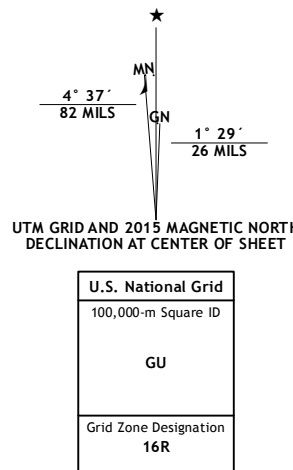 ★
MN
4° 37´
82 MILS
GN
1° 29´
26 MILS
UTM GRID AND 2015 MAGNETIC NORTH
DECLINATION AT CENTER OF SHEET
U.S. National Grid
100,000-m Square ID
GU
Grid Zone Designation
16R